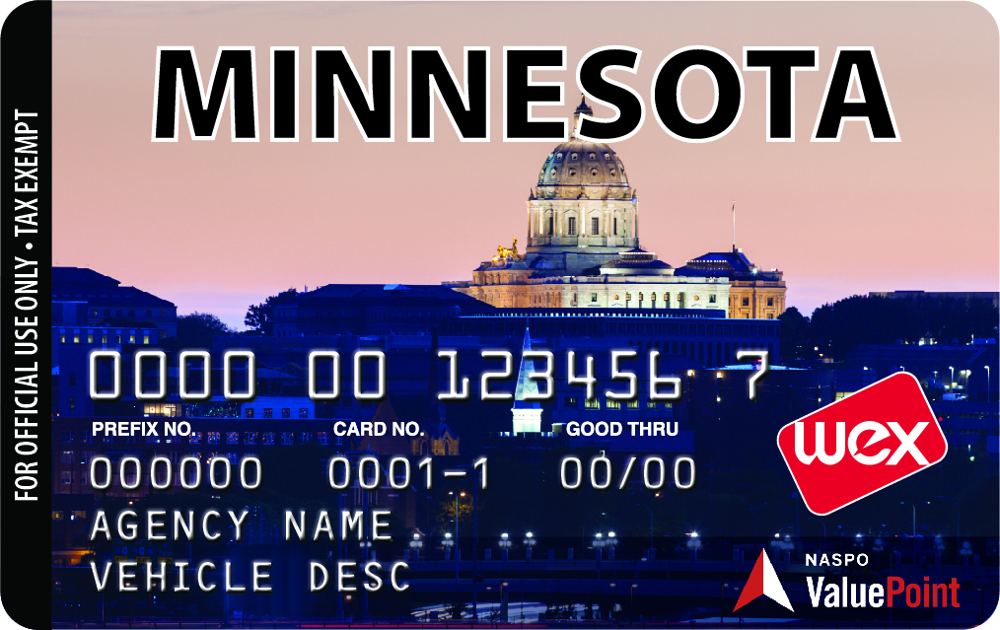 MINNESOTA
FOR OFFICIAL USE ONLY • TAX EXEMPT
0000 00 123456 7
PREFIX NO. CARD NO. GOOD THRU
000000 0001-1 00/00
AGENCY NAME
VEHICLE DESC
wex
NASPO
ValuePoint